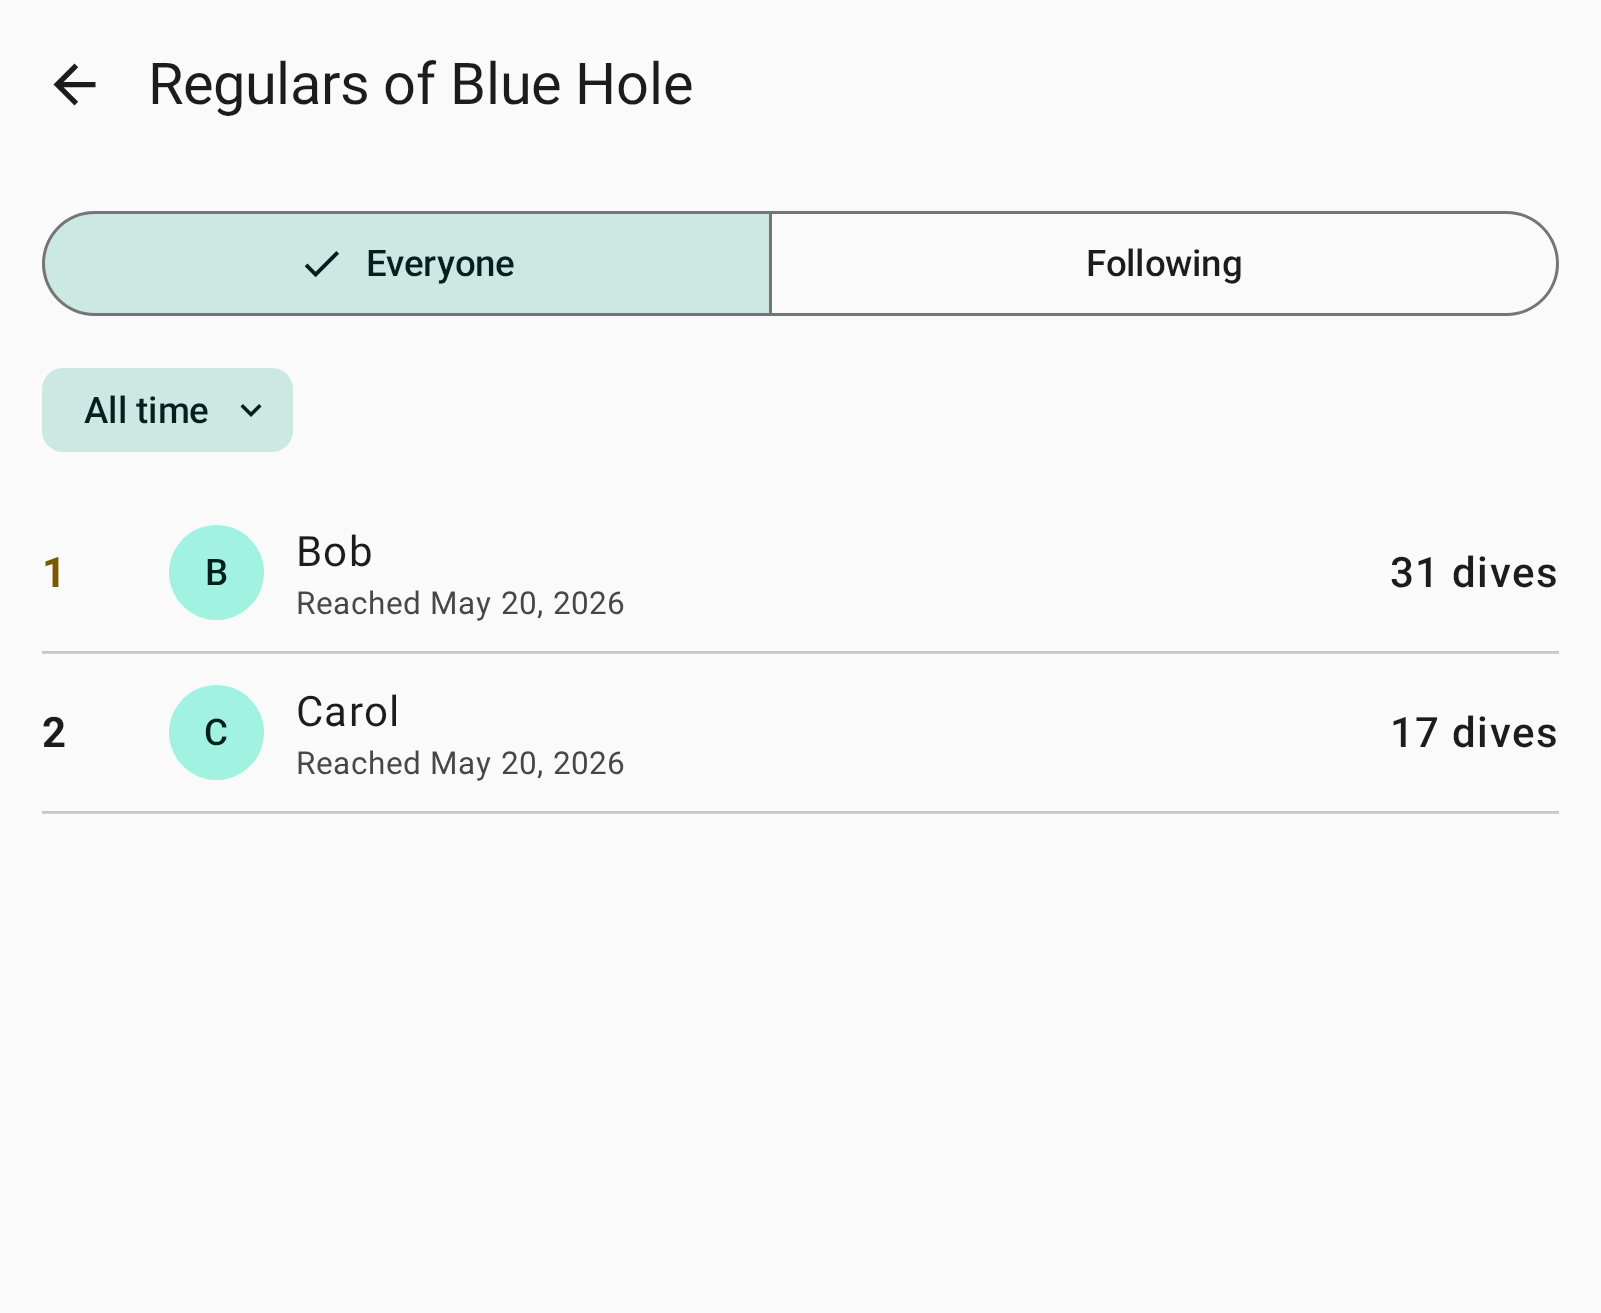 Regulars of Blue Hole
Everyone
Following
All time
1
B
Bob
Reached May 20, 2026
31 dives
2
C
Carol
Reached May 20, 2026
17 dives